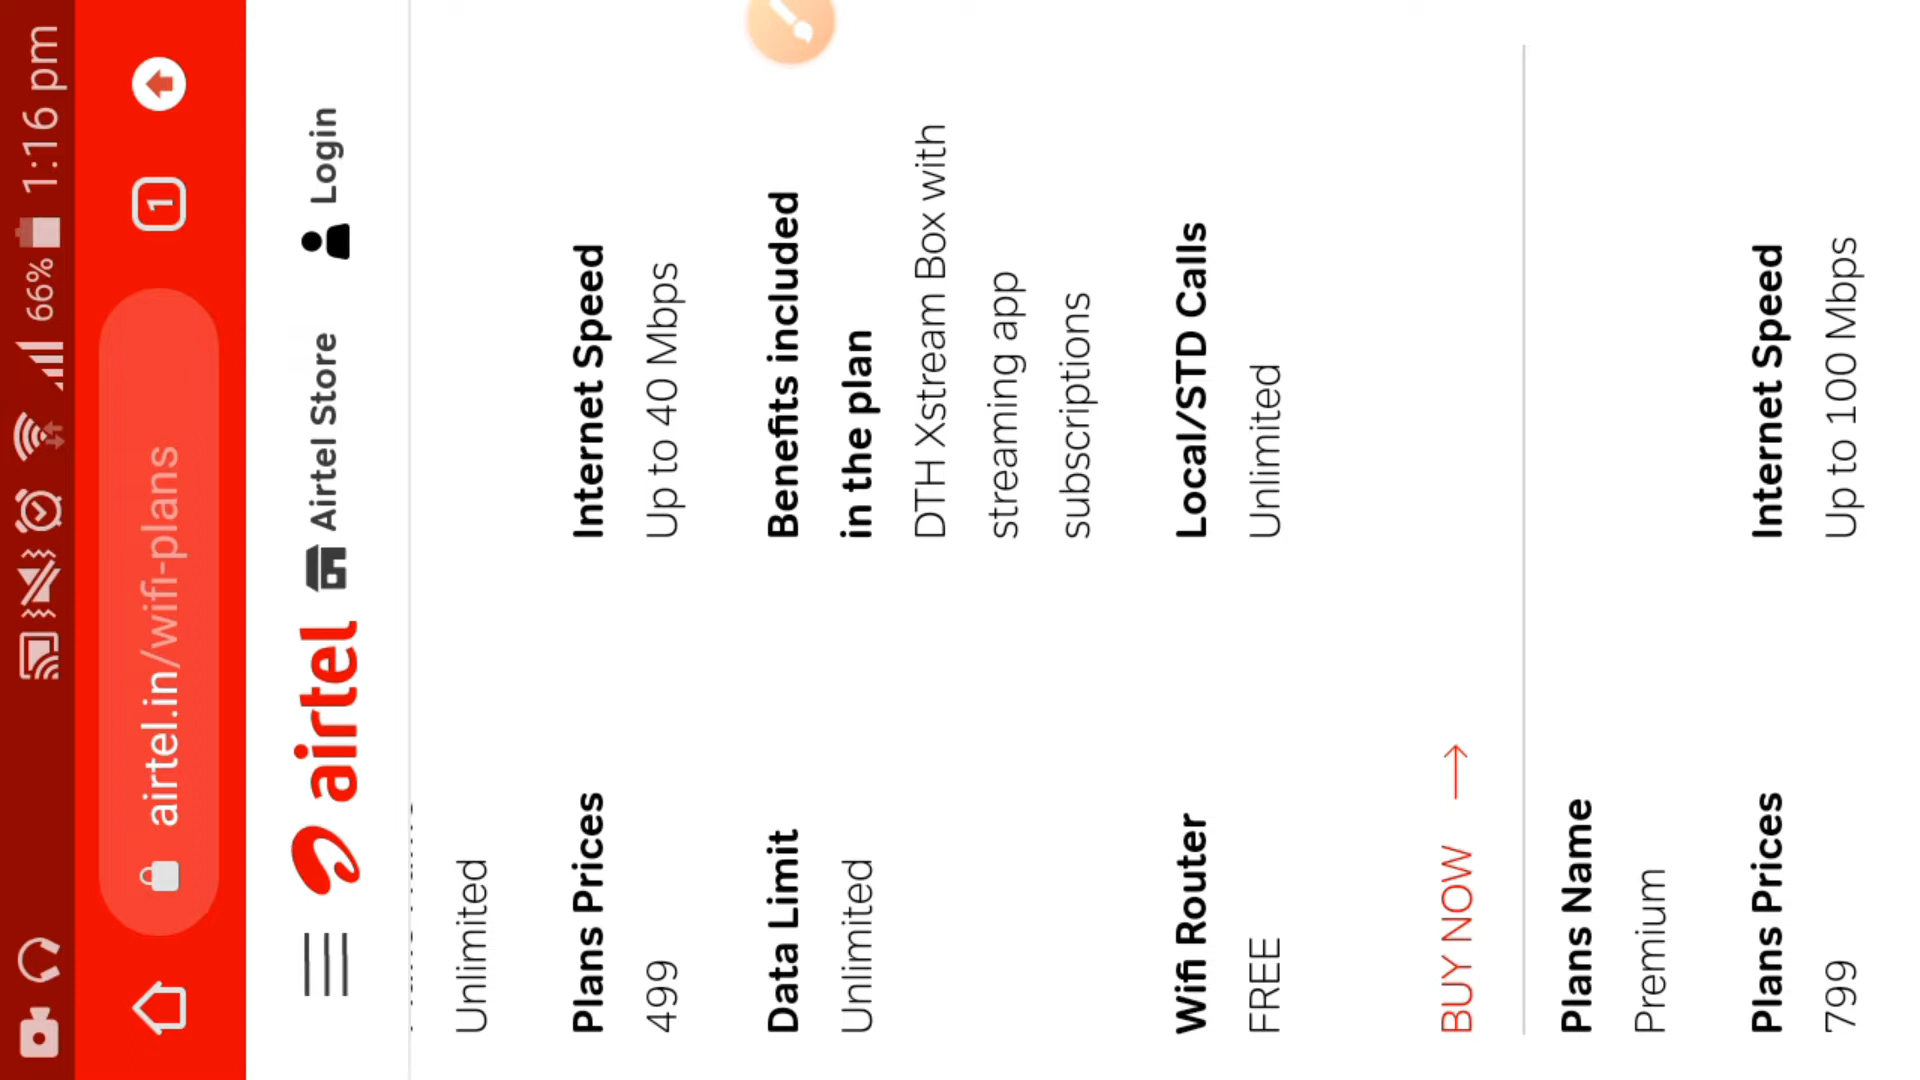 66% 1:16 pm
airtel.in/wifi-plans
1
airtel
Airtel Store
Login
Unlimited
Plans Prices
499
Internet Speed
Up to 40 Mbps
Data Limit
Unlimited
Benefits included
in the plan
DTH Xstream Box with
streaming app
subscriptions
Wifi Router
FREE
Local/STD Calls
Unlimited
BUY NOW →
Plans Name
Premium
Plans Prices
799
Internet Speed
Up to 100 Mbps